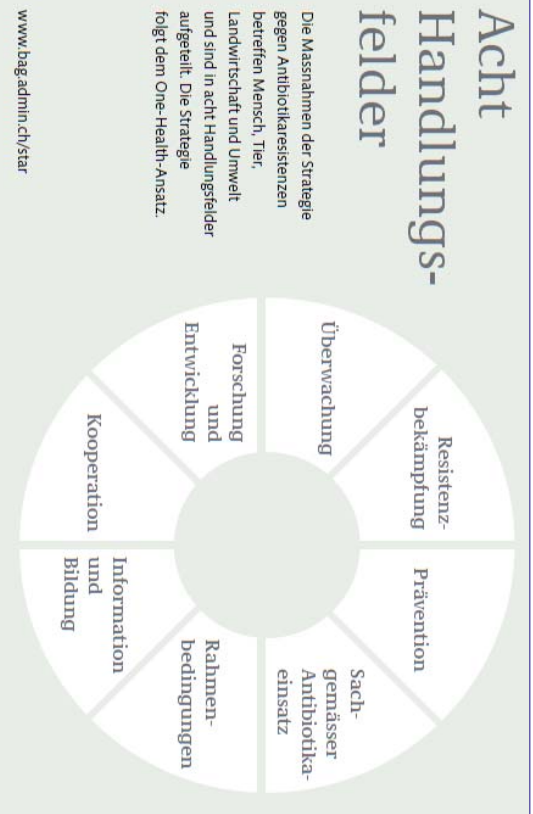 Acht
Handlungs-
felder
Die Massnahmen der Strategie
gegen Antibiotikaresistenzen
betreffen Mensch, Tier,
Landwirtschaft und Umwelt
und sind in acht Handlungsfelder
aufgeteilt. Die Strategie
folgt dem One-Health-Ansatz.
www.bag.admin.ch/star
Überwachung
Resistenz-
bekämpfung
Prävention
Sach-
gemässer
Antibiotika-
einsatz
Rahmen-
bedingungen
Information
und
Bildung
Kooperation
Forschung
und
Entwicklung